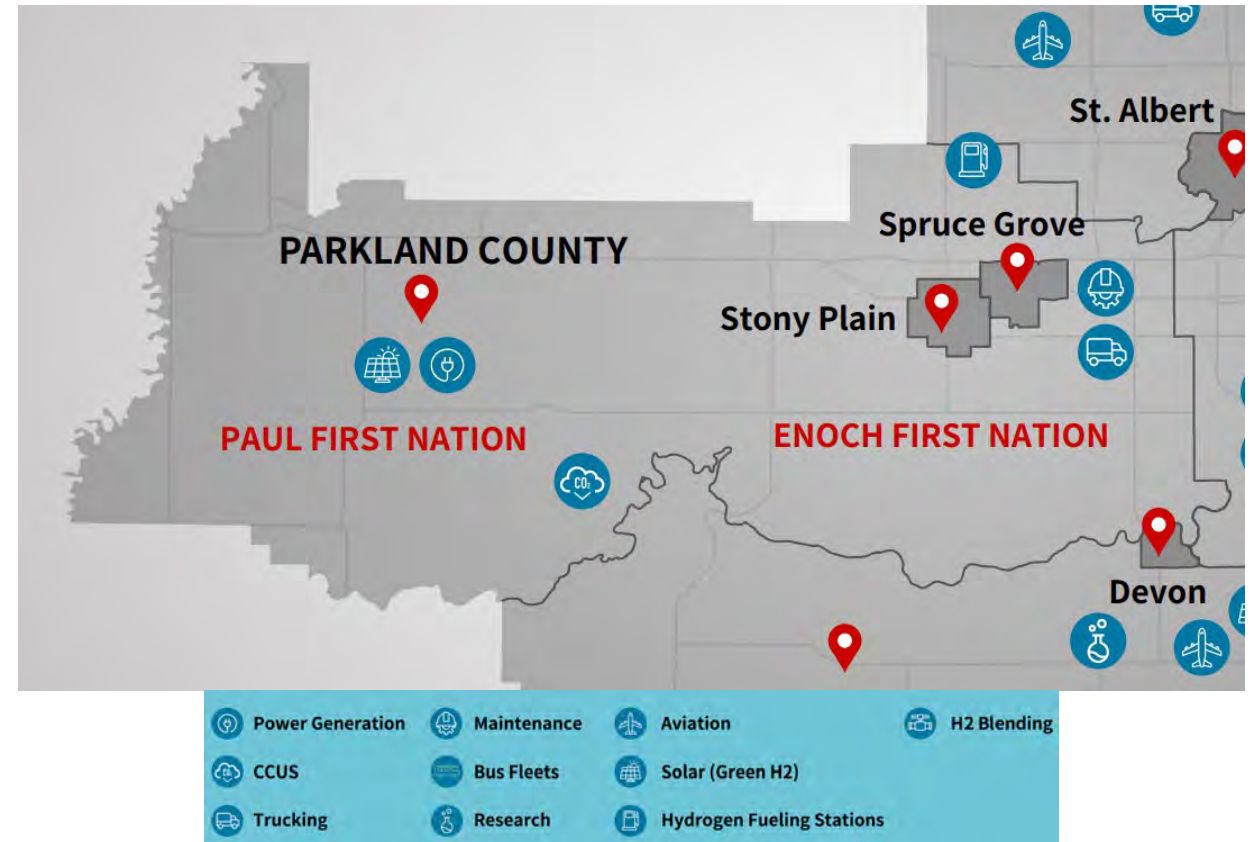 St. Albert
Spruce Grove
PARKLAND COUNTY
Stony Plain
PAUL FIRST NATION
ENOCH FIRST NATION
CO₂
Devon
Power Generation
Maintenance
Aviation
H2 Blending
CCUS
Bus Fleets
Solar (Green H2)
Trucking
Research
Hydrogen Fueling Stations